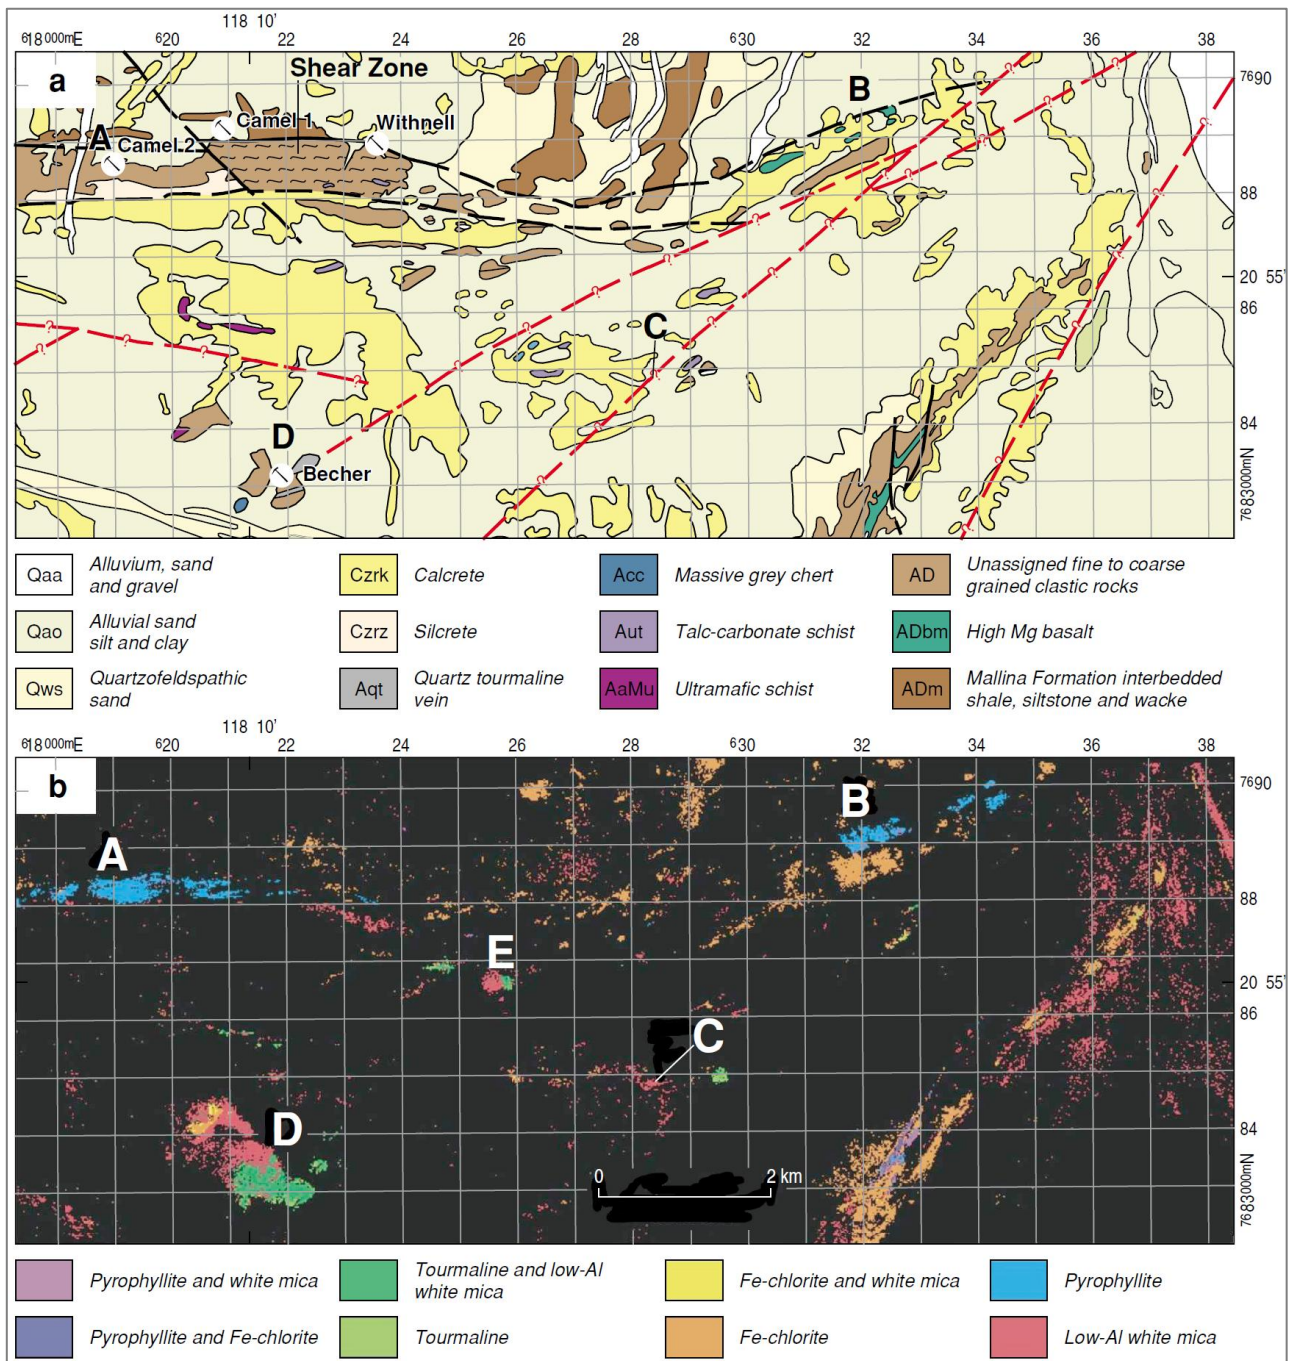 118 10'
618000mE 620 22 24 26 28 630 32 34 36 38
a
Shear Zone
B
7690
A
Camel 1
Withnell
Camel 2
88
20 55'
86
C
84
D
Becher
7683000mN
? ? ? ? ? ? ? ? ? ? ? ? ? ? ? ? ? ? ? ? ? ? ? ? ? ? ?
Qaa Alluvium, sand
and gravel
Czrk Calcrete
Acc Massive grey chert
AD Unassigned fine to coarse
grained clastic rocks
Qao Alluvial sand
silt and clay
Czrz Silcrete
Aut Talc-carbonate schist
ADbm High Mg basalt
Qws Quartzofeldspathic
sand
Aqt Quartz tourmaline
vein
AaMu Ultramafic schist
ADm Mallina Formation interbedded
shale, siltstone and wacke
118 10'
618000mE 620 22 24 26 28 630 32 34 36 38
b
7690
B
A
88
E
20 55'
86
C
D
84
0 2 km
7683000mN
Pyrophyllite and white mica
Tourmaline and low-Al
white mica
Fe-chlorite and white mica
Pyrophyllite
Pyrophyllite and Fe-chlorite
Tourmaline
Fe-chlorite
Low-Al white mica